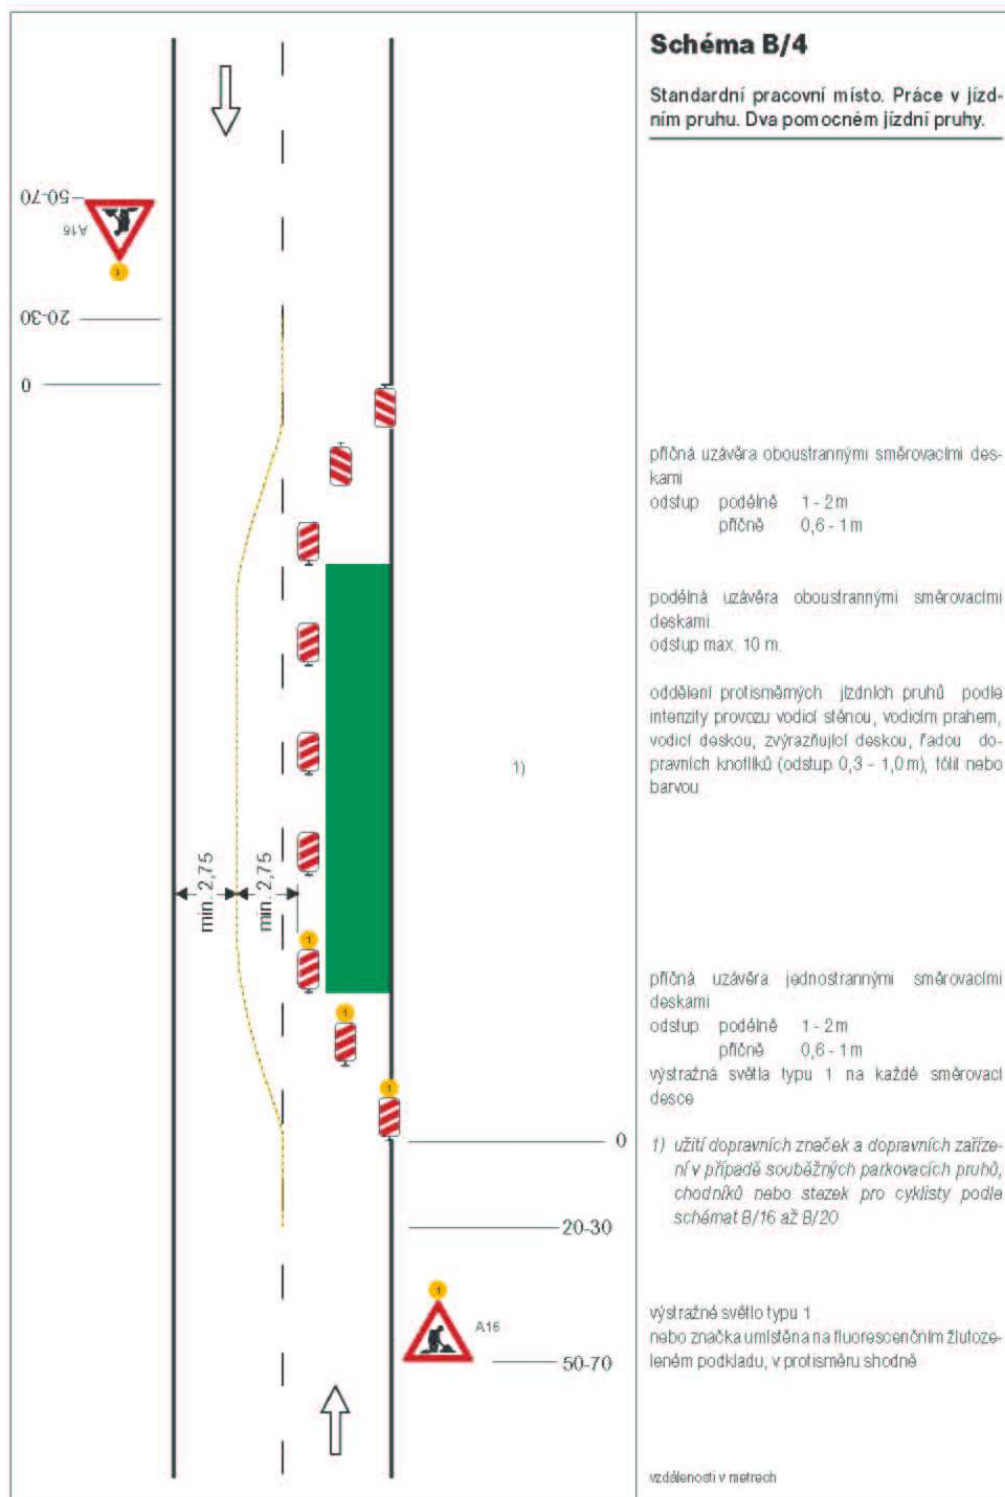 Schéma B/4
Standardní pracovní místo. Práce v jízd-
ním pruhu. Dva pomocném jízdní pruhy.
50-70
A16
1
20-30
0
příčná uzávěra oboustrannými směrovacími des-
kami
odstup podélně 1 - 2 m
příčně 0,6 - 1 m
podélná uzávěra oboustrannými směrovacími
deskami
odstup max. 10 m.
oddělení protisměrných jízdních pruhů podle
intenzity provozu vodicí stěnou, vodicím prahem,
vodicí deskou, zvýrazňující deskou, řadou do-
pravních knoflíků (odstup 0,3 - 1,0 m), fólií nebo
barvou
1)
min. 2,75
min. 2,75
1
1
1
příčná uzávěra jednostrannými směrovacími
deskami
odstup podélně 1 - 2 m
příčně 0,6 - 1 m
výstražná světla typu 1 na každé směrovací
desce
0
1) užití dopravních značek a dopravních zaříze-
ní v případě souběžných parkovacích pruhů,
chodníků nebo stezek pro cyklisty podle
schémat B/16 až B/20
20-30
1
A16
50-70
výstražné světlo typu 1
nebo značka umístěna na fluorescenčním žlutoze-
leném podkladu, v protisměru shodně
vzdálenosti v metrech